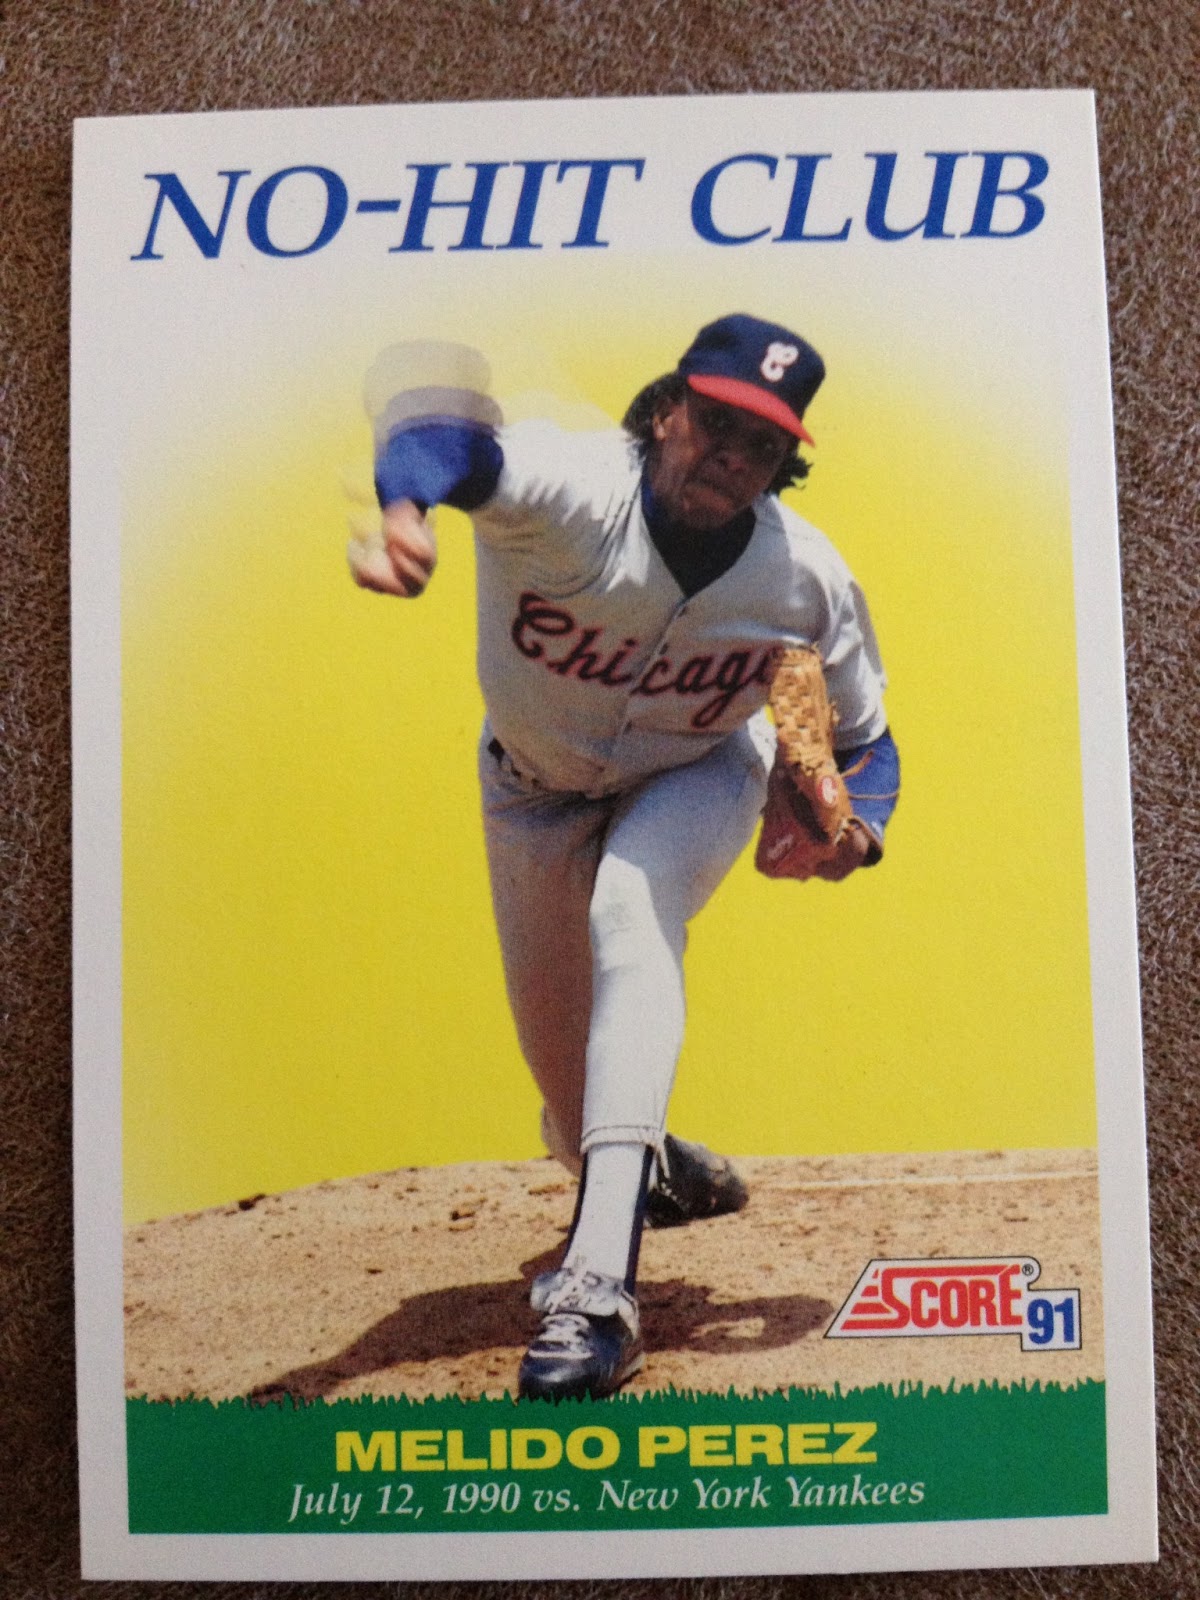 NO-HIT CLUB
C
Chicago
SCORE® 91
MELIDO PEREZ
July 12, 1990 vs. New York Yankees